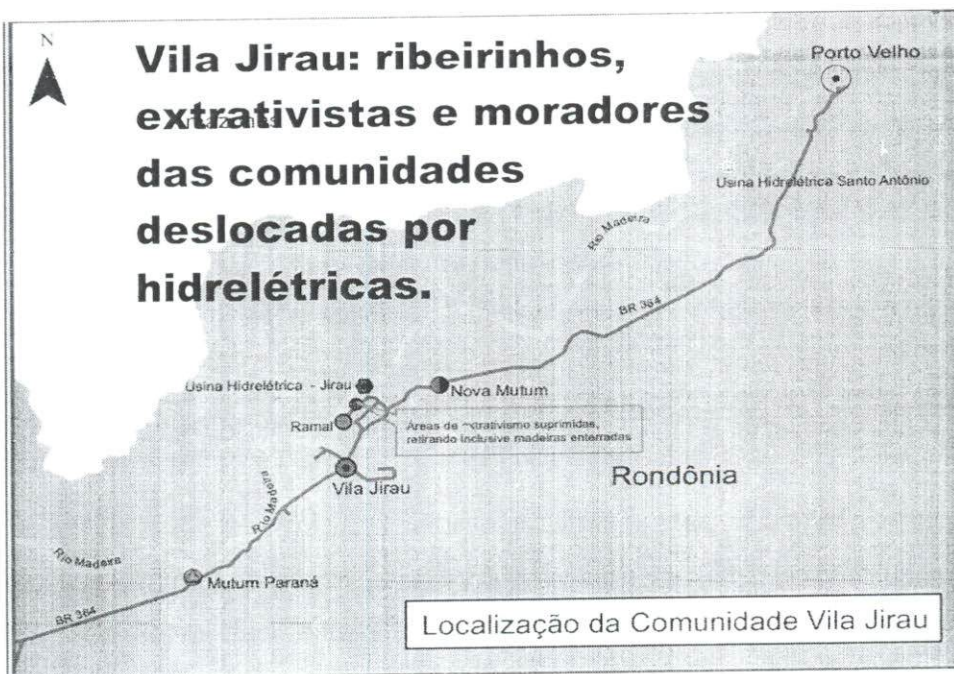 N
Vila Jirau: ribeirinhos,
extrativistas e moradores
das comunidades
deslocadas por
hidrelétricas.
Porto Velho
Usina Hidrelétrica Santo Antônio
Rio Madeira
BR 364
Usina Hidrelétrica - Jirau
Nova Mutum
Ramal
Áreas de extrativismo suprimidas,
retirando inclusive madeiras enterradas
Vila Jirau
Rondônia
Rio Madeira
Rio Madeira
Mutum Paraná
BR 364
Localização da Comunidade Vila Jirau